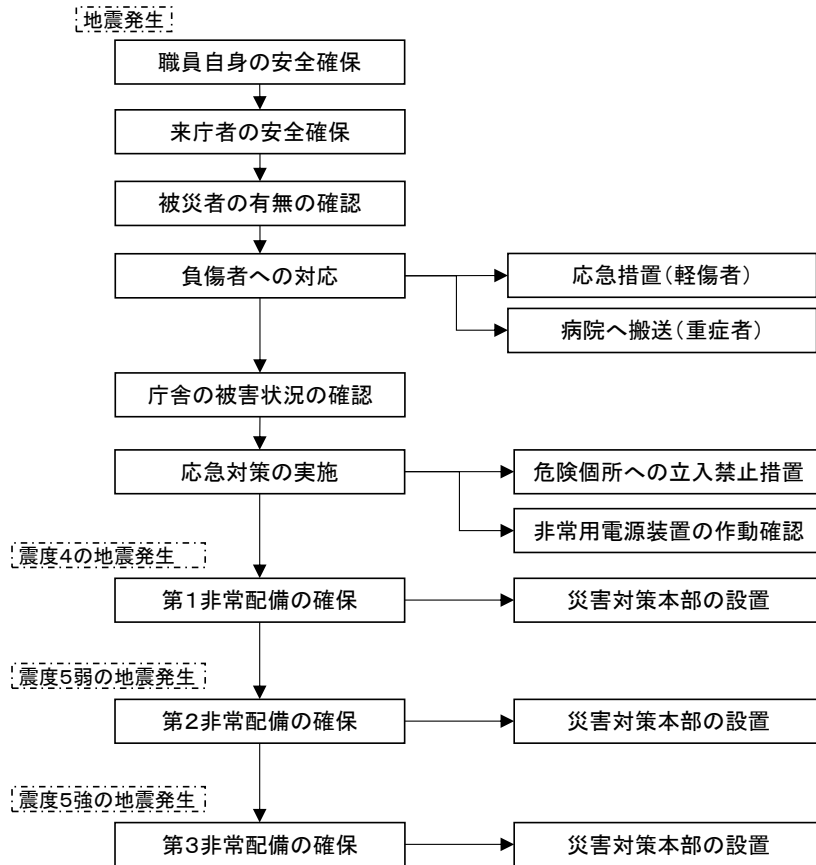 地震発生
職員自身の安全確保
来庁者の安全確保
被災者の有無の確認
負傷者への対応
応急措置(軽傷者)
病院へ搬送(重症者)
庁舎の被害状況の確認
応急対策の実施
危険個所への立入禁止措置
非常用電源装置の作動確認
震度4の地震発生
第1非常配備の確保
災害対策本部の設置
震度5弱の地震発生
第2非常配備の確保
災害対策本部の設置
震度5強の地震発生
第3非常配備の確保
災害対策本部の設置